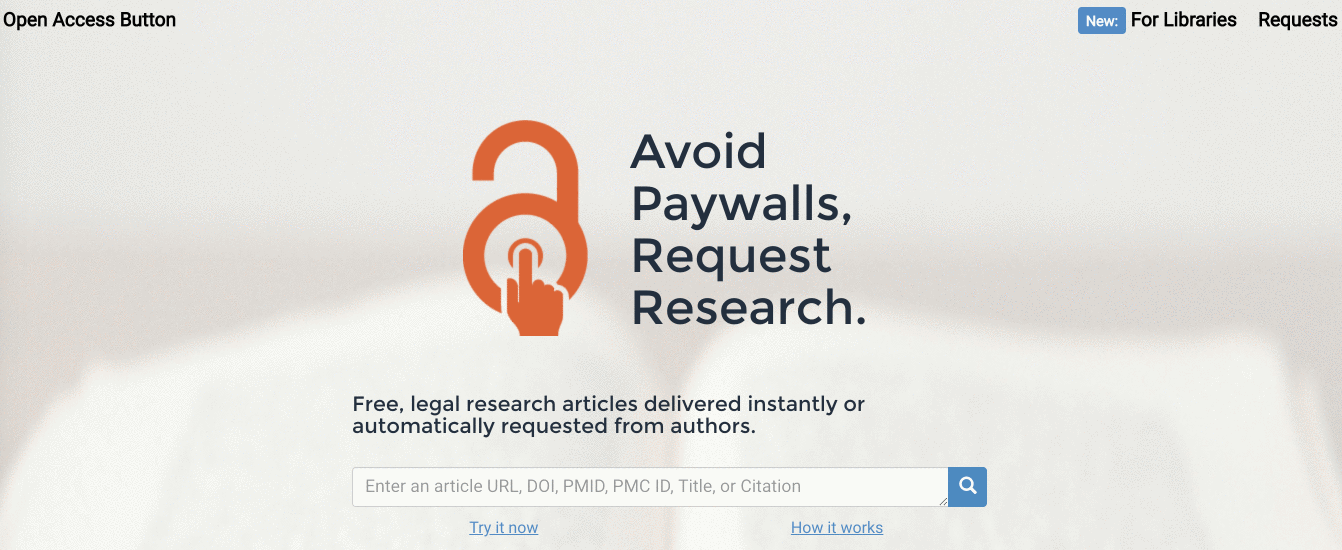 Open Access Button
New: For Libraries Requests
Avoid
Paywalls,
Request
Research.
Free, legal research articles delivered instantly or
automatically requested from authors.
Enter an article URL, DOI, PMID, PMC ID, Title, or Citation
Try it now
How it works